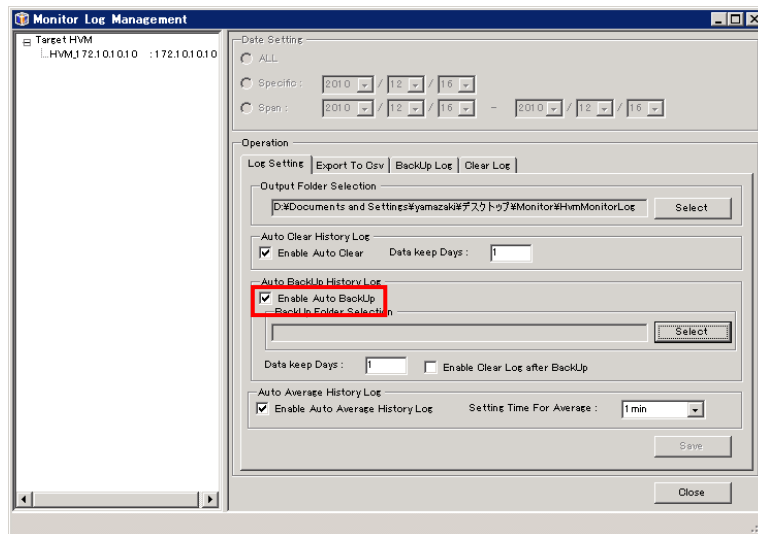 Monitor Log Management
Target HVM
HVM_172.10.10.10 : 172.10.10.10
Date Setting
ALL
Specific : 2010 / 12 / 16
Span : 2010 / 12 / 16 - 2010 / 12 / 16
Operation
Log Setting Export To Csv BackUp Log Clear Log
Output Folder Selection
D:¥Documents and Settings¥yamazaki¥デスクトップ¥Monitor¥HvmMonitorLog Select
Auto Clear History Log
Enable Auto Clear Data keep Days : 1
Auto BackUp History Log
Enable Auto BackUp
BackUp Folder Selection
Select
Data keep Days : 1 Enable Clear Log after BackUp
Auto Average History Log
Enable Auto Average History Log Setting Time For Average : 1 min
Save
Close